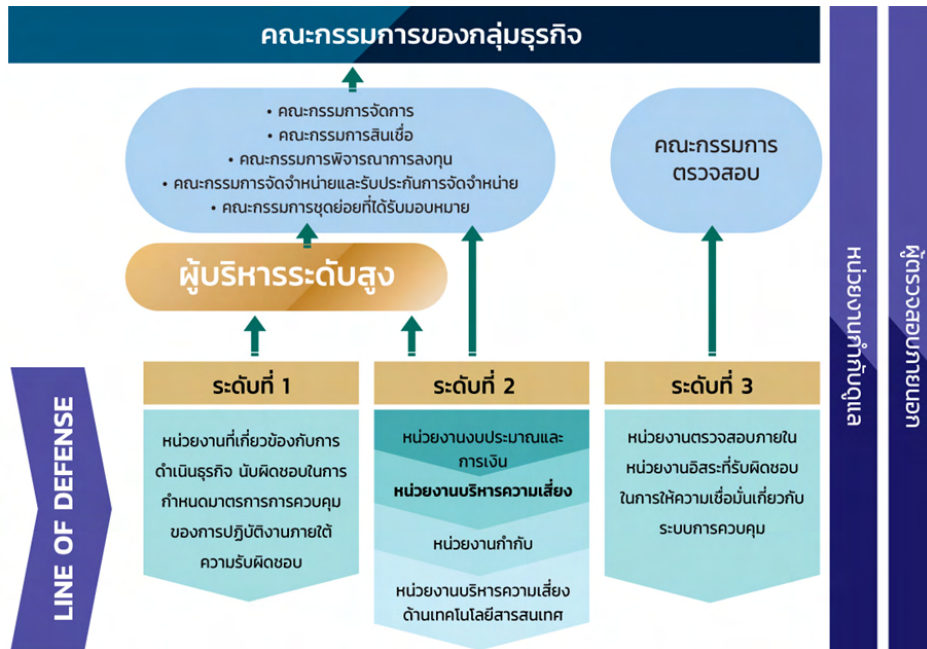 คณะกรรมการของกลุ่มธุรกิจ
• คณะกรรมการจัดการ
• คณะกรรมการสินเชื่อ
• คณะกรรมการพิจารณาการลงทุน
• คณะกรรมการจัดจำหน่ายและรับประกันการจัดจำหน่าย
• คณะกรรมการชุดย่อยที่ได้รับมอบหมาย
คณะกรรมการ
ตรวจสอบ
ผู้บริหารระดับสูง
LINE OF DEFENSE
ระดับที่ 1
หน่วยงานที่เกี่ยวข้องกับการ
ดำเนินธุรกิจ นับผิดชอบในการ
กำหนดมาตรการการควบคุม
ของการปฏิบัติงานภายใต้
ความรับผิดชอบ
ระดับที่ 2
หน่วยงานงบประมาณและ
การเงิน
หน่วยงานบริหารความเสี่ยง
หน่วยงานกำกับ
หน่วยงานบริหารความเสี่ยง
ด้านเทคโนโลยีสารสนเทศ
ระดับที่ 3
หน่วยงานตรวจสอบภายใน
หน่วยงานอิสระที่รับผิดชอบ
ในการให้ความเชื่อมั่นเกี่ยวกับ
ระบบการควบคุม
หน่วยงานกำกับดูแล
ผู้ตรวจสอบภายนอก